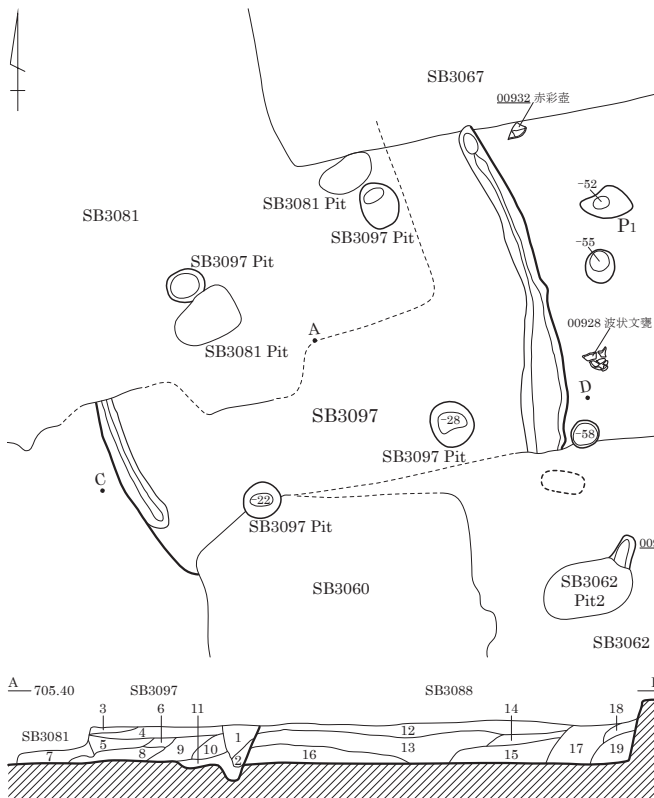 SB3067
00932 赤彩壺
-52
SB3081 Pit
P1
SB3081
SB3097 Pit
-55
SB3097 Pit
00928 波状文甕
SB3081 Pit
A
D
SB3097
-28
-58
SB3097 Pit
C
-22
SB3097 Pit
SB3060
SB3062
Pit2
SB3062
A
705.40
SB3097
SB3088
3
6
11
14
18
SB3081
4
1
12
5
8
9
10
2
16
13
15
17
19
7